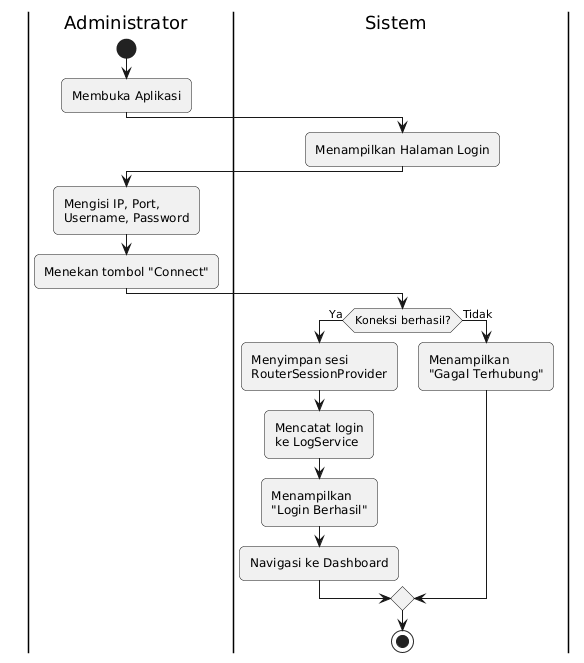 Administrator
Sistem
Membuka Aplikasi
Menampilkan Halaman Login
Mengisi IP, Port,
Username, Password
Menekan tombol "Connect"
Koneksi berhasil?
Ya
Tidak
Menyimpan sesi
RouterSessionProvider
Menampilkan
"Gagal Terhubung"
Mencatat login
ke LogService
Menampilkan
"Login Berhasil"
Navigasi ke Dashboard